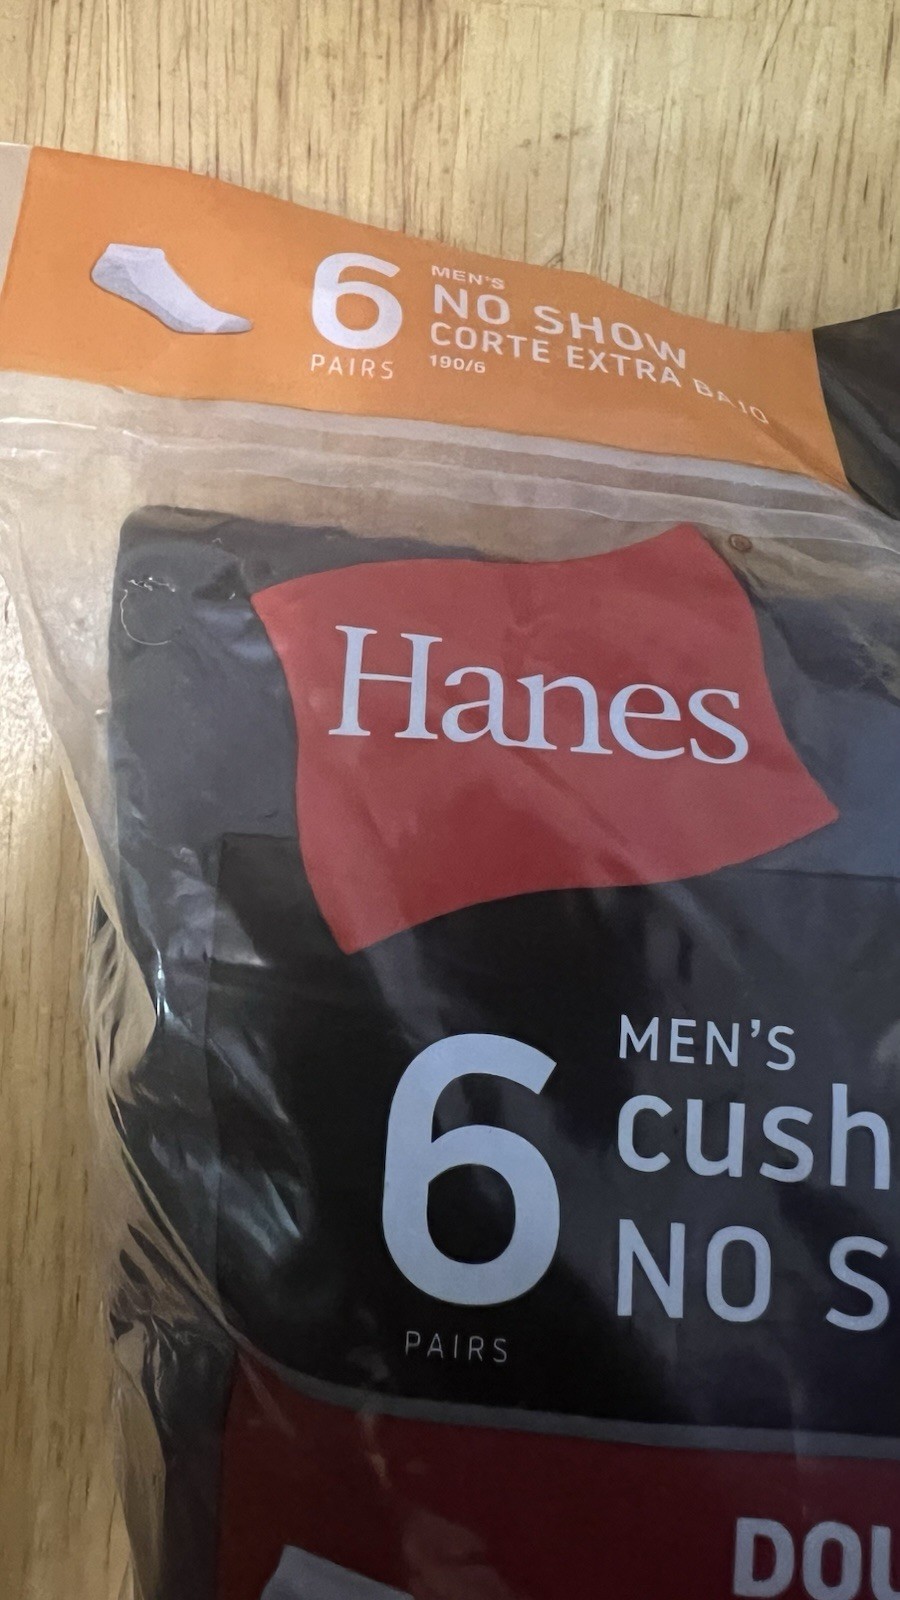 6
PAIRS
MEN'S
NO SHOW
CORTE EXTRA BAJO
190/6
Hanes
®
6
PAIRS
MEN'S
cush
NO S
DOU